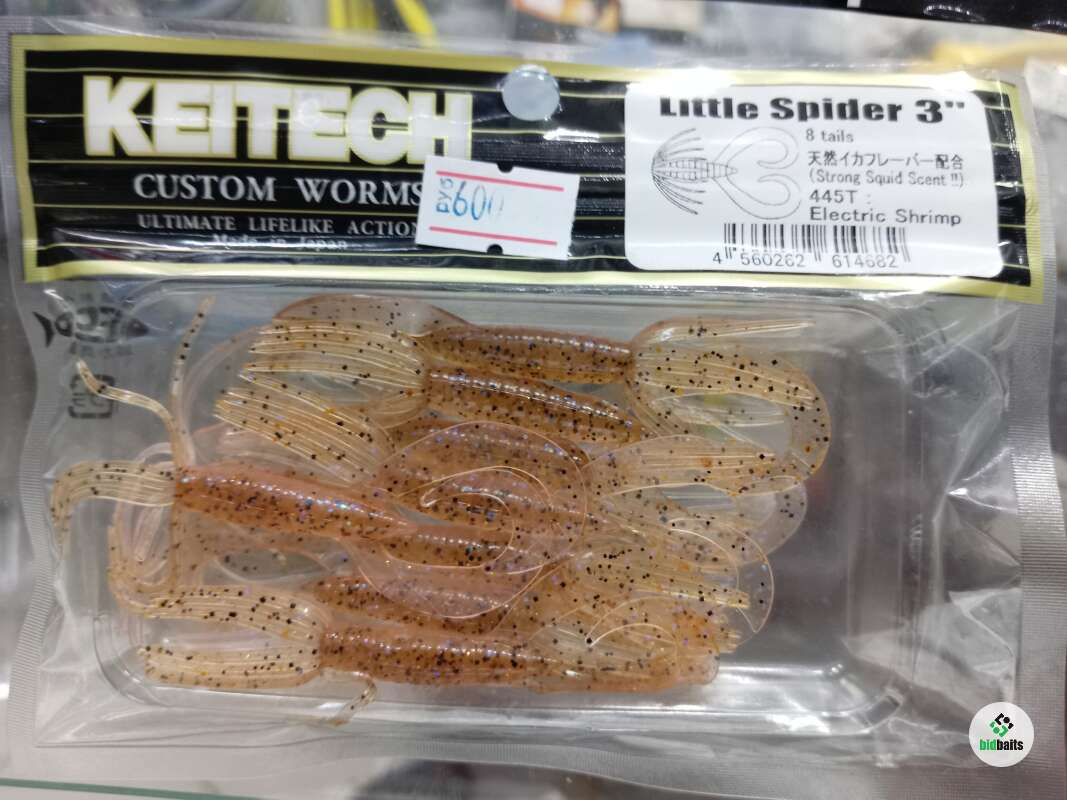 KEITECH
CUSTOM WORMS
ULTIMATE LIFELIKE ACTION
Made in Japan
РУБ
600
Little Spider 3"
8 tails
天然イカフレーバー配合
(Strong Squid Scent !!)
445T :
Electric Shrimp
4 560262 614682
bidbaits